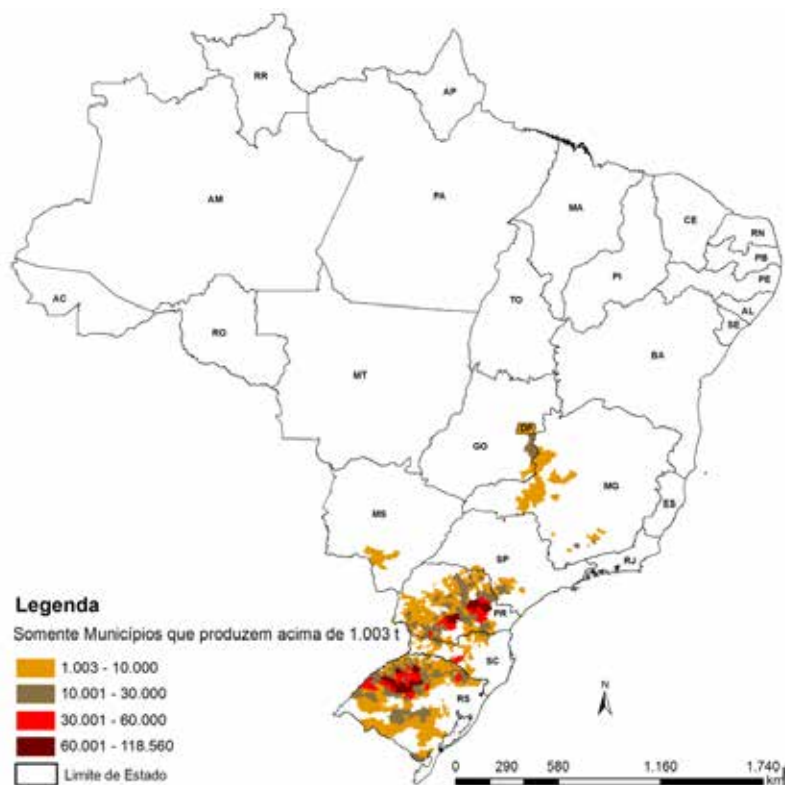 RR
AP
AM
PA
MA
CE
RN
PB
PE
PI
AL
SE
AC
TO
RO
BA
MT
DF
GO
MG
ES
MS
SP
RJ
PR
SC
RS
Legenda
Somente Municípios que produzem acima de 1.003 t
1.003 - 10.000
10.001 - 30.000
30.001 - 60.000
60.001 - 118.560
Limite de Estado
N
0 290 580 1.160 1.740
km